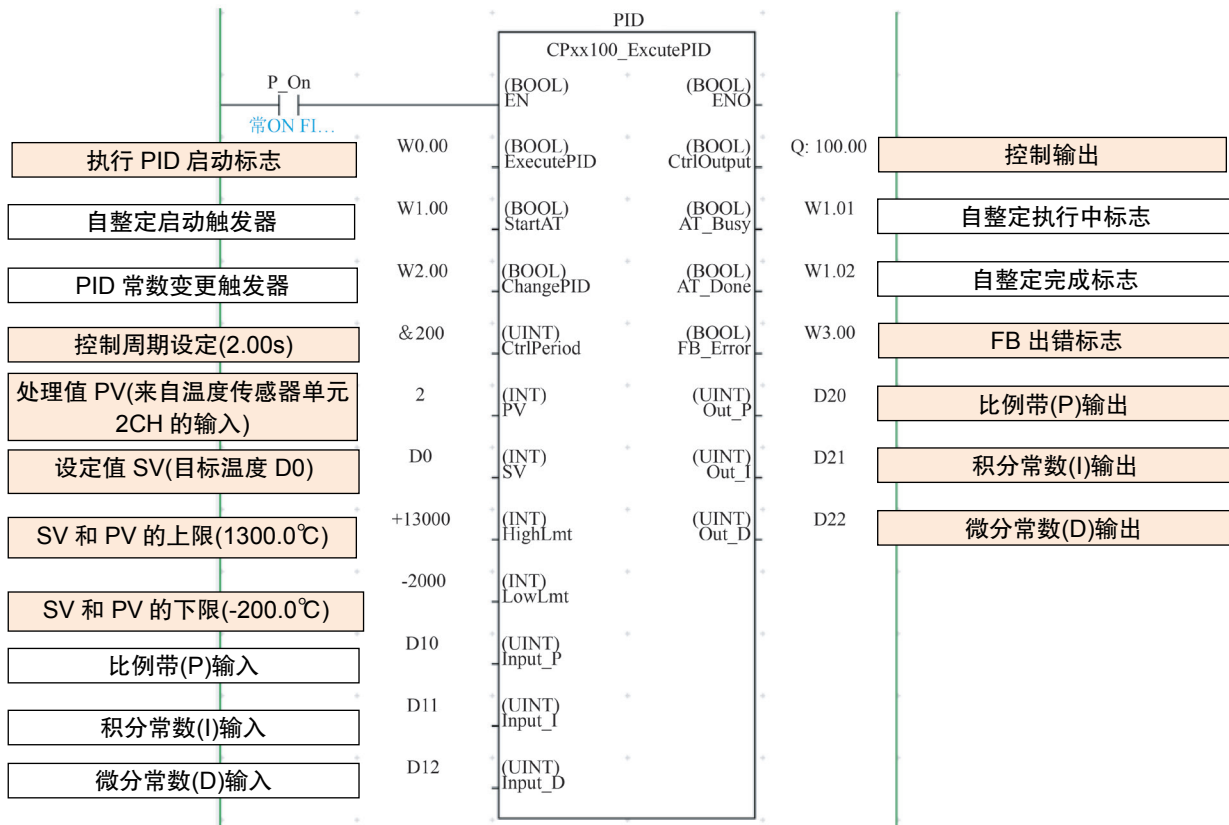 PID
CPxx100_ExcutePID
P_On
常ON FI...
(BOOL)
EN
(BOOL)
ENO
执行 PID 启动标志
W0.00
(BOOL)
ExecutePID
(BOOL)
CtrlOutput
Q: 100.00
控制输出
自整定启动触发器
W1.00
(BOOL)
StartAT
(BOOL)
AT_Busy
W1.01
自整定执行中标志
PID 常数变更触发器
W2.00
(BOOL)
ChangePID
(BOOL)
AT_Done
W1.02
自整定完成标志
控制周期设定(2.00s)
&200
(UINT)
CtrlPeriod
(BOOL)
FB_Error
W3.00
FB 出错标志
处理值 PV(来自温度传感器单元
2CH 的输入)
2
(INT)
PV
(UINT)
Out_P
D20
比例带(P)输出
设定值 SV(目标温度 D0)
D0
(INT)
SV
(UINT)
Out_I
D21
积分常数(I)输出
SV 和 PV 的上限(1300.0℃)
+13000
(INT)
HighLmt
(UINT)
Out_D
D22
微分常数(D)输出
SV 和 PV 的下限(-200.0℃)
-2000
(INT)
LowLmt
比例带(P)输入
D10
(UINT)
Input_P
积分常数(I)输入
D11
(UINT)
Input_I
微分常数(D)输入
D12
(UINT)
Input_D